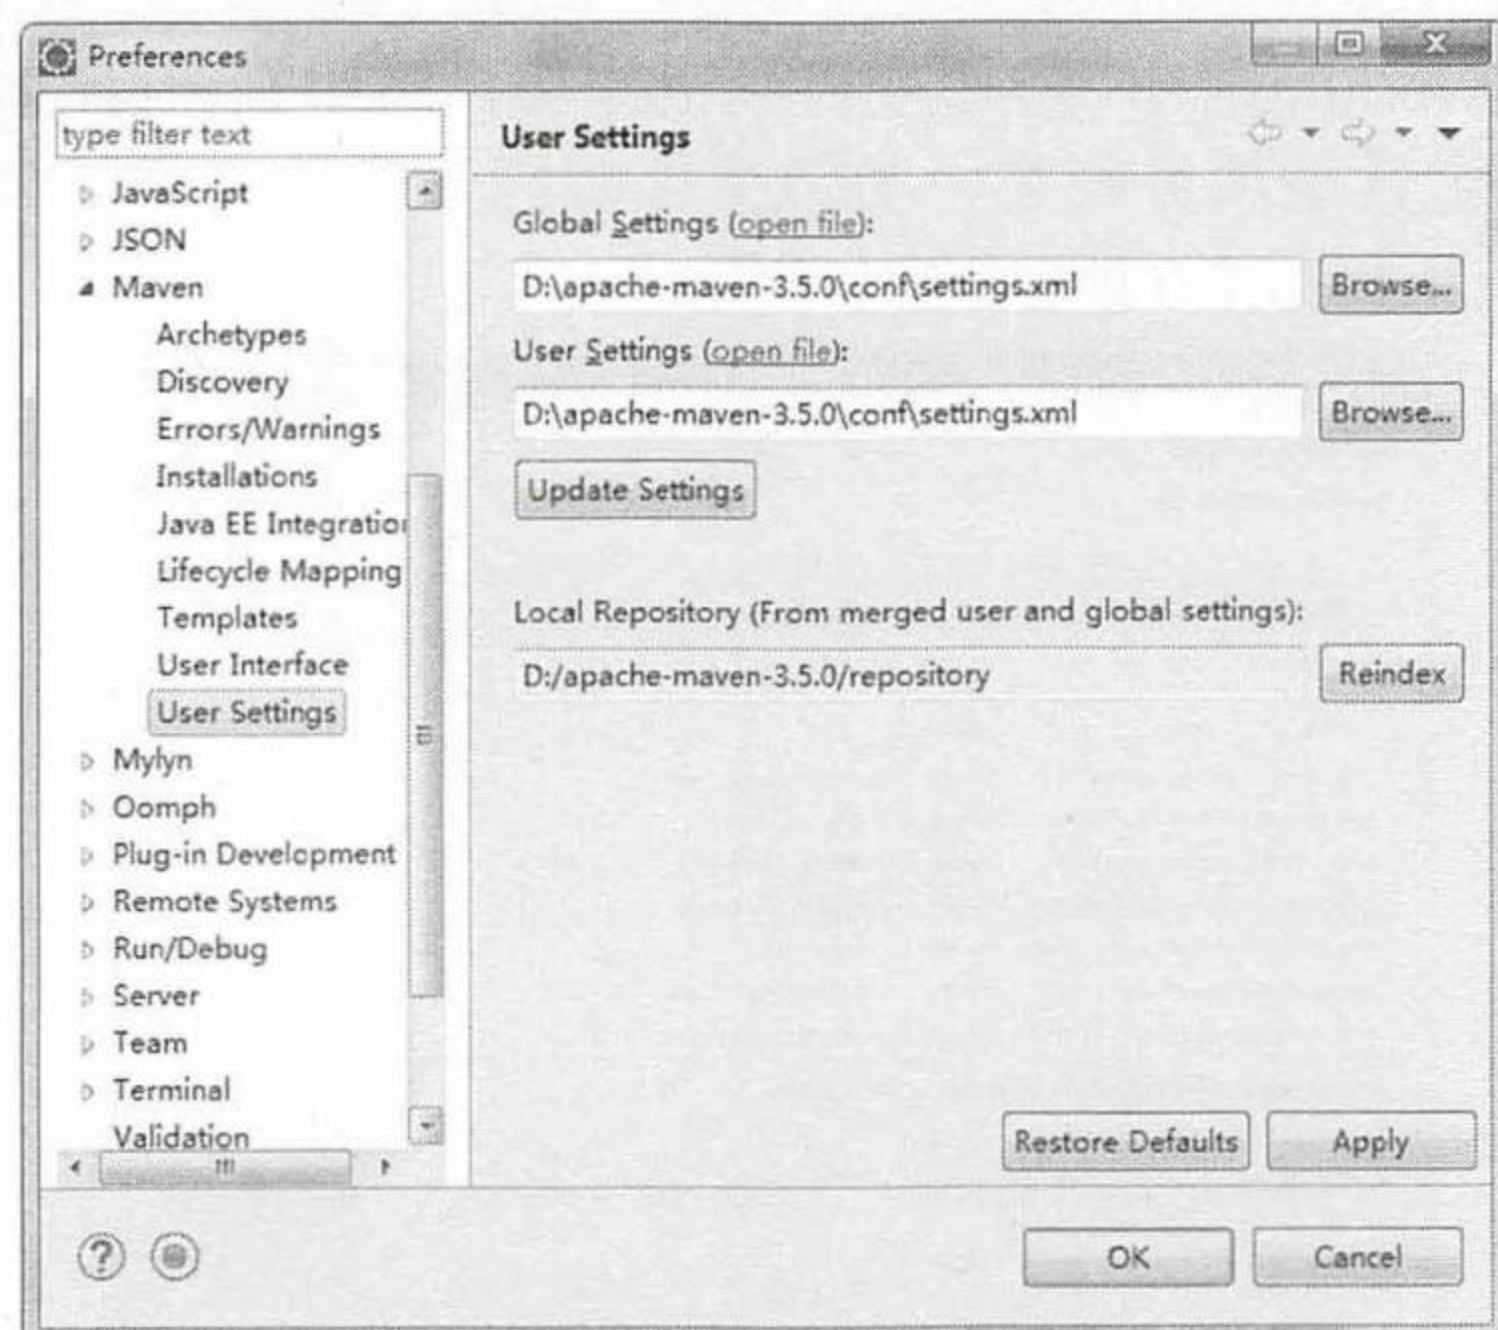 Preferences
type filter text
JavaScript
JSON
Maven
Archetypes
Discovery
Errors/Warnings
Installations
Java EE Integration
Lifecycle Mapping
Templates
User Interface
User Settings
Mylyn
Oomph
Plug-in Development
Remote Systems
Run/Debug
Server
Team
Terminal
Validation
User Settings
Global Settings (open file):
D:\apache-maven-3.5.0\conf\settings.xml
Browse...
User Settings (open file):
D:\apache-maven-3.5.0\conf\settings.xml
Browse...
Update Settings
Local Repository (From merged user and global settings):
D:/apache-maven-3.5.0/repository
Reindex
Restore Defaults
Apply
?
OK
Cancel